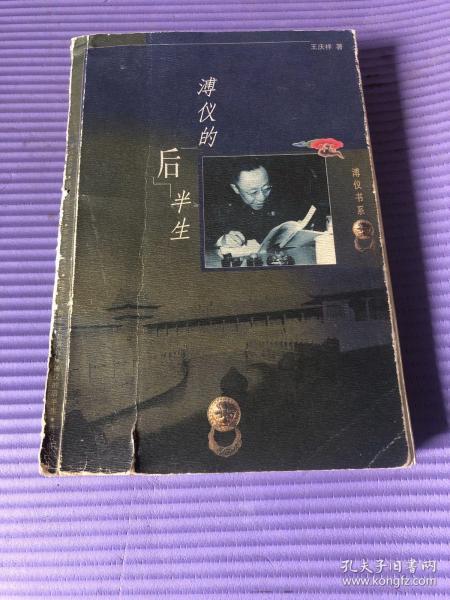 王庆祥 著
溥仪的
后
半生
溥仪书系
孔夫子旧书网
www.kongfz.com